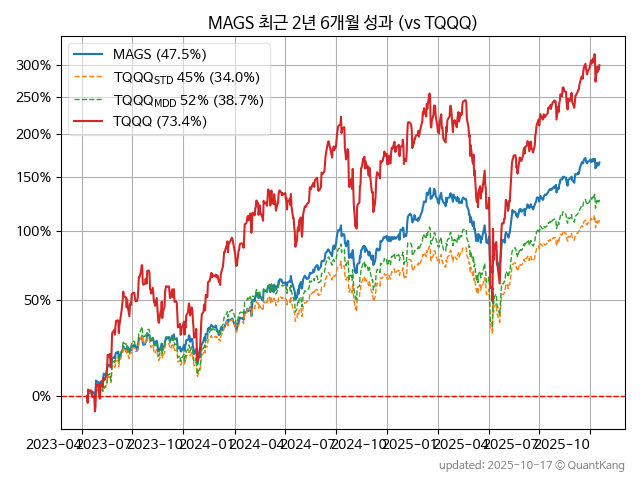 MAGS 최근 2년 6개월 성과 (vs TQQQ)
MAGS (47.5%)
TQQQSTD 45% (34.0%)
TQQQMDD 52% (38.7%)
TQQQ (73.4%)
300%
250%
200%
150%
100%
50%
0%
2023-04 2023-07 2023-10 2024-01 2024-04 2024-07 2024-10 2025-01 2025-04 2025-07 2025-10
updated: 2025-10-17 © QuantKang